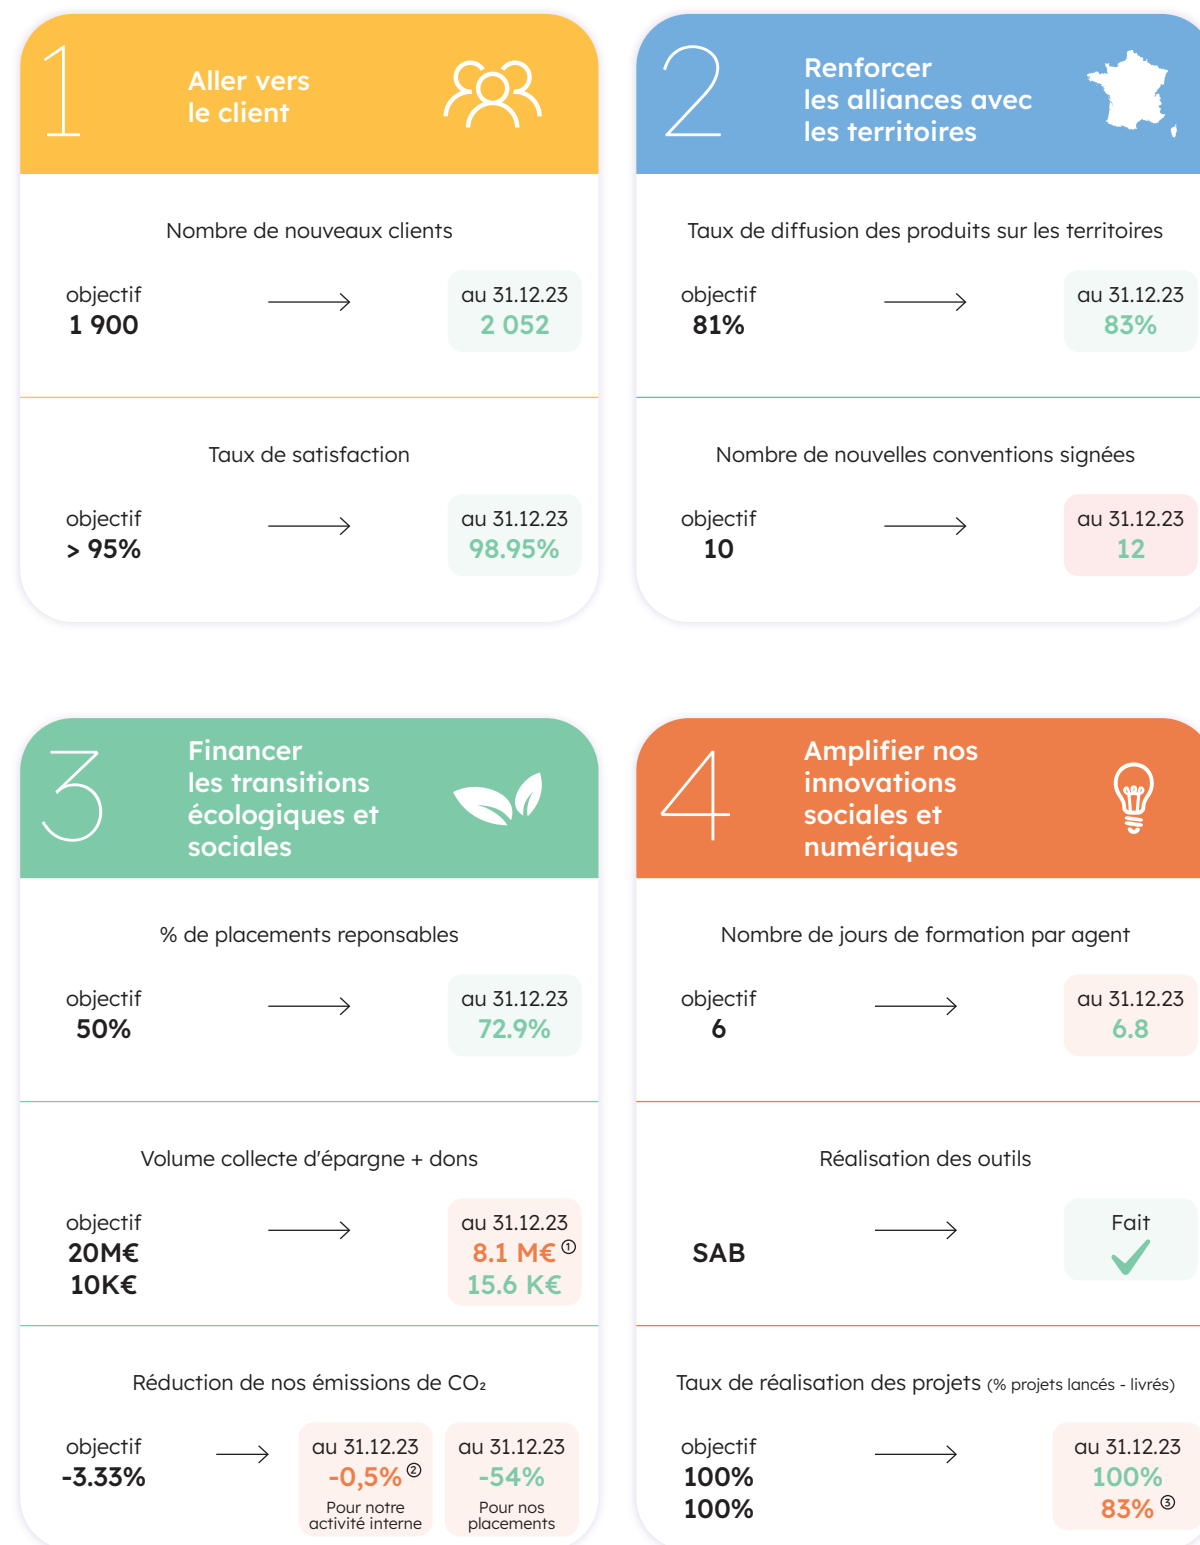 1
Aller vers
le client
Nombre de nouveaux clients
objectif
1 900
au 31.12.23
2 052
Taux de satisfaction
objectif
> 95%
au 31.12.23
98.95%
2
Renforcer
les alliances avec
les territoires
Taux de diffusion des produits sur les territoires
objectif
81%
au 31.12.23
83%
Nombre de nouvelles conventions signées
objectif
10
au 31.12.23
12
3
Financer
les transitions
écologiques et
sociales
% de placements reponsables
objectif
50%
au 31.12.23
72.9%
Volume collecte d'épargne + dons
objectif
20M€
10K€
au 31.12.23
8.1 M€ ①
15.6 K€
Réduction de nos émissions de CO₂
objectif
-3.33%
au 31.12.23
-0,5% ②
Pour notre
activité interne
au 31.12.23
-54%
Pour nos
placements
4
Amplifier nos
innovations
sociales et
numériques
Nombre de jours de formation par agent
objectif
6
au 31.12.23
6.8
Réalisation des outils
SAB
Fait
Taux de réalisation des projets (% projets lancés - livrés)
objectif
100%
100%
au 31.12.23
100%
83% ③